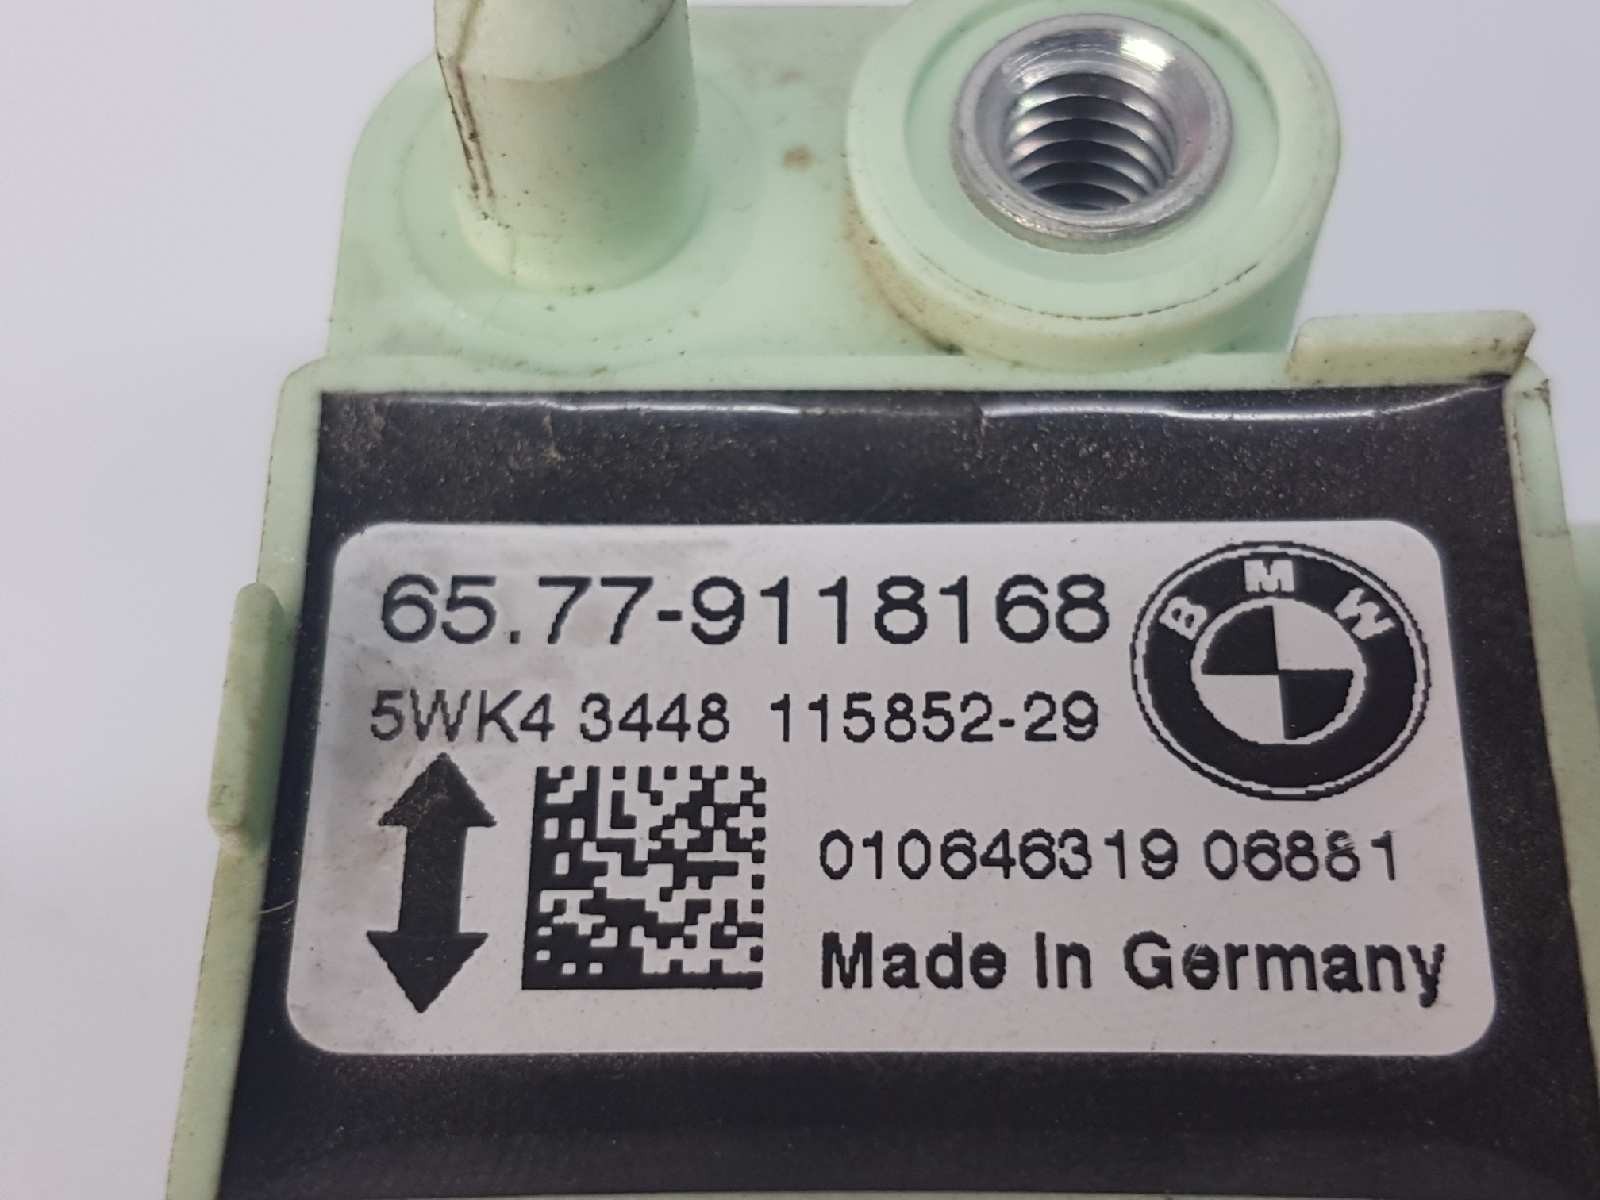 65.77-9118168
BMW
5WK4 3448 115852-29
010646319 06881
Made In Germany